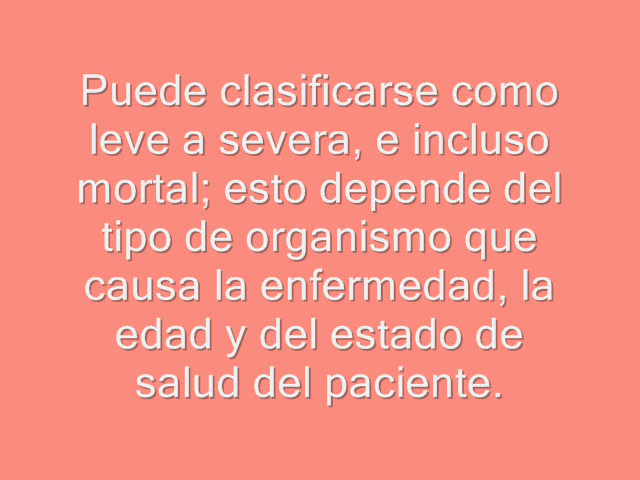 Puede clasificarse como
leve a severa, e incluso
mortal; esto depende del
tipo de organismo que
causa la enfermedad, la
edad y del estado de
salud del paciente.